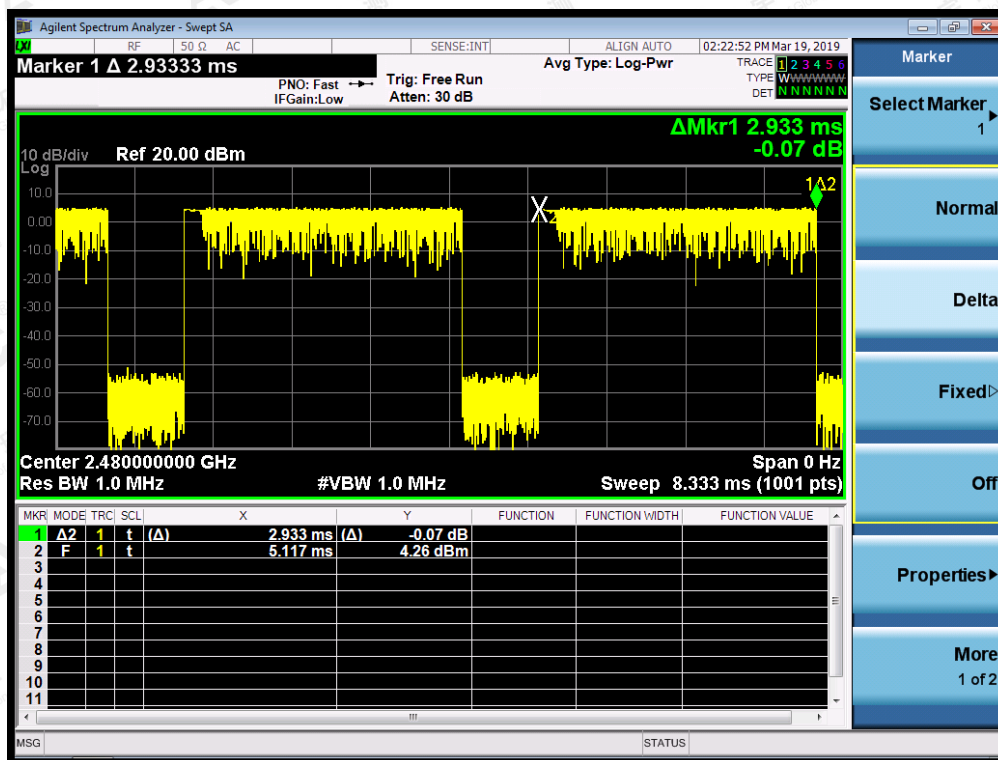 Agilent Spectrum Analyzer - Swept SA
LXI RF 50 Ω AC SENSE:INT ALIGN AUTO 02:22:52 PM Mar 19, 2019
Marker 1 Δ 2.93333 ms
PNO: Fast
IFGain:Low
Trig: Free Run
Atten: 30 dB
Avg Type: Log-Pwr
TRACE 1 2 3 4 5 6
TYPE WWWWWW
DET N N N N N N
ΔMkr1 2.933 ms
-0.07 dB
10 dB/div Ref 20.00 dBm
Log
10.0
0.00
-10.0
-20.0
-30.0
-40.0
-50.0
-60.0
-70.0
1Δ2
X2
Center 2.480000000 GHz Span 0 Hz
Res BW 1.0 MHz #VBW 1.0 MHz Sweep 8.333 ms (1001 pts)
MKR MODE TRC SCL X Y FUNCTION FUNCTION WIDTH FUNCTION VALUE
1 Δ2 1 t (Δ) 2.933 ms (Δ) -0.07 dB
2 F 1 t 5.117 ms 4.26 dBm
3
4
5
6
7
8
9
10
11
MSG STATUS
Marker
Select Marker
1
Normal
Delta
Fixed
Off
Properties
More
1 of 2